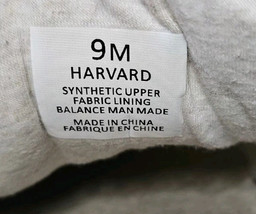 9M
HARVARD
SYNTHETIC UPPER
FABRIC LINING
BALANCE MAN MADE
MADE IN CHINA
FABRIQUE EN CHINE